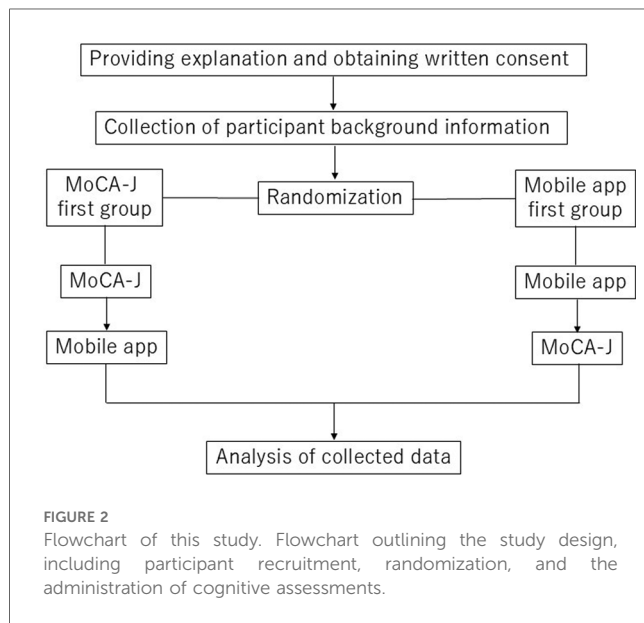 Providing explanation and obtaining written consent
Collection of participant background information
MoCA-J
first group
Randomization
Mobile app
first group
MoCA-J
Mobile app
Mobile app
MoCA-J
Analysis of collected data
FIGURE 2
Flowchart of this study. Flowchart outlining the study design,
including participant recruitment, randomization, and the
administration of cognitive assessments.